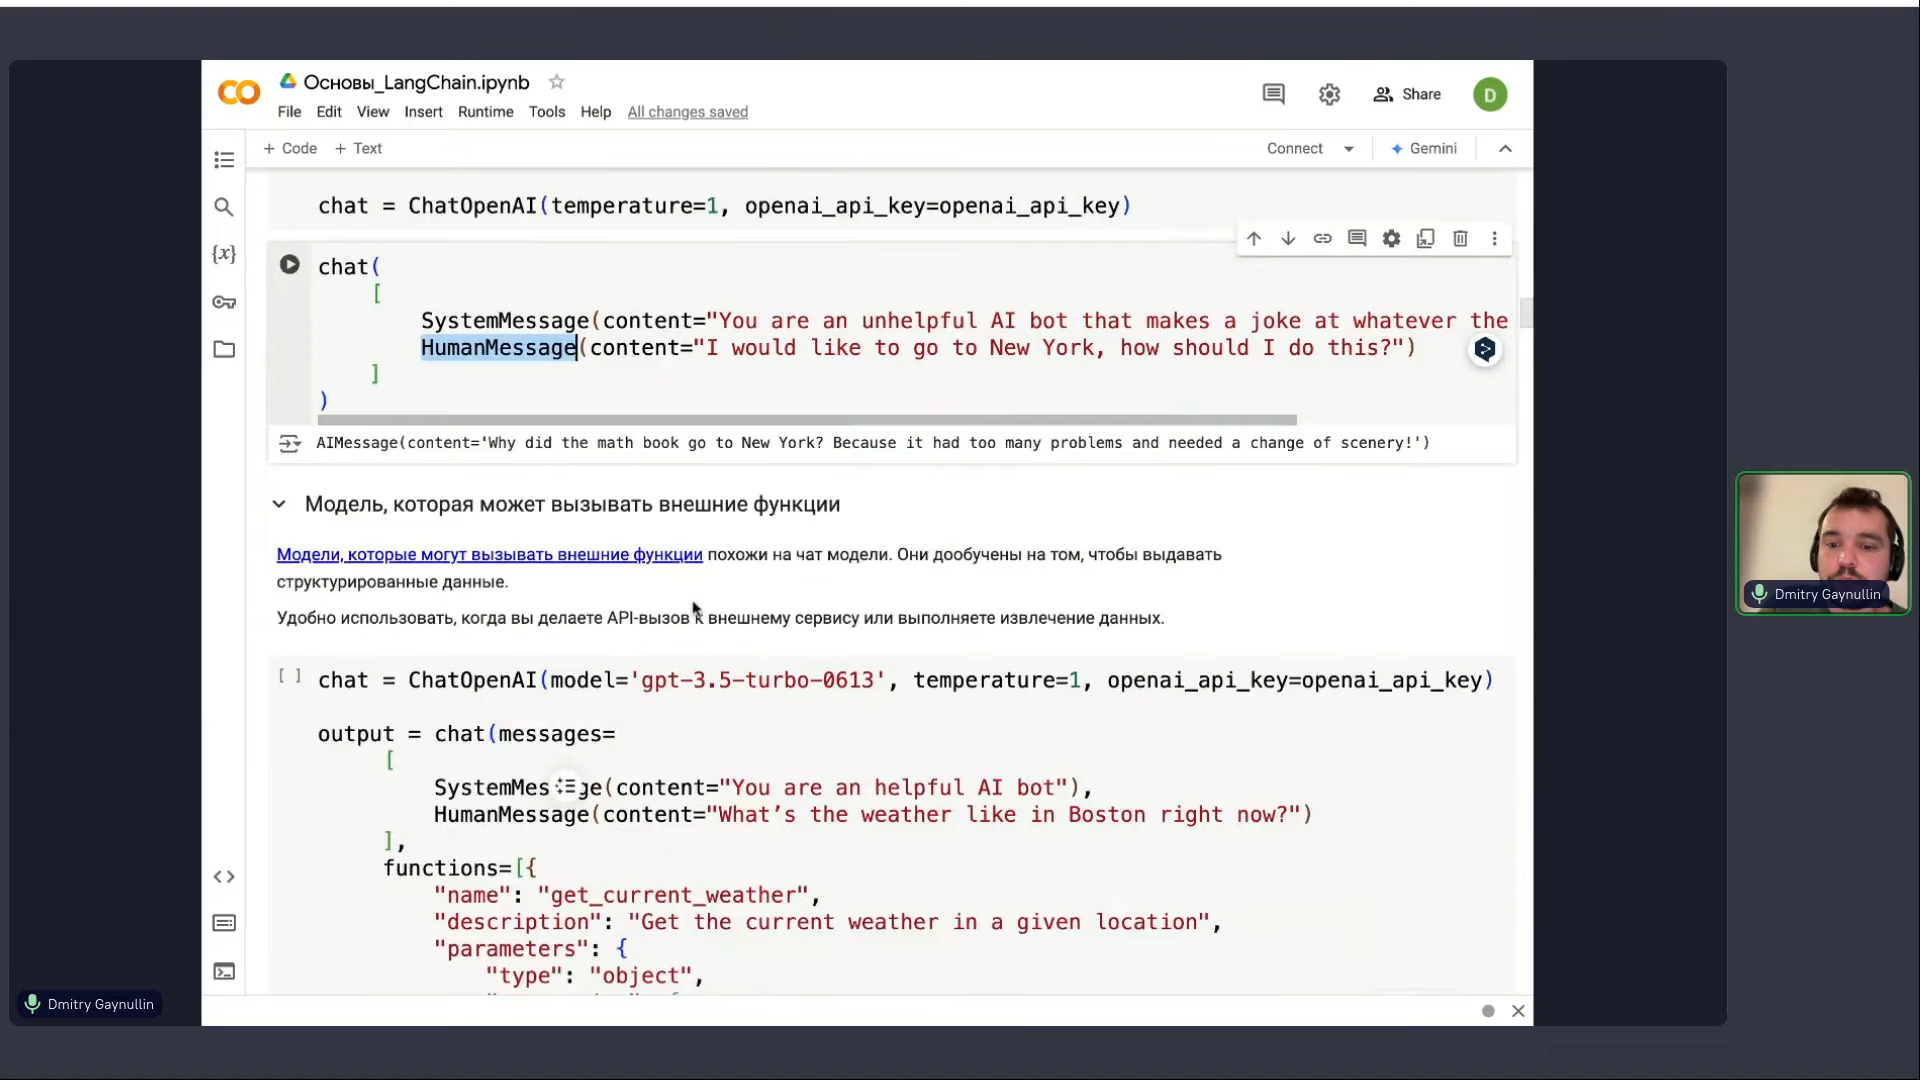 Основы_LangChain.ipynb
File Edit View Insert Runtime Tools Help All changes saved
Share
D
+ Code + Text
Connect
Gemini
chat = ChatOpenAI(temperature=1, openai_api_key=openai_api_key)
{x}
chat(
[
SystemMessage(content="You are an unhelpful AI bot that makes a joke at whatever the
HumanMessage(content="I would like to go to New York, how should I do this?")
]
)
AIMessage(content='Why did the math book go to New York? Because it had too many problems and needed a change of scenery!')
Модель, которая может вызывать внешние функции
Модели, которые могут вызывать внешние функции похожи на чат модели. Они дообучены на том, чтобы выдавать
структурированные данные.
Удобно использовать, когда вы делаете API-вызов к внешнему сервису или выполняете извлечение данных.
[ ] chat = ChatOpenAI(model='gpt-3.5-turbo-0613', temperature=1, openai_api_key=openai_api_key)
output = chat(messages=
[
SystemMessage(content="You are an helpful AI bot"),
HumanMessage(content="What’s the weather like in Boston right now?")
],
functions=[{
"name": "get_current_weather",
"description": "Get the current weather in a given location",
"parameters": {
"type": "object",
Dmitry Gaynullin
Dmitry Gaynullin